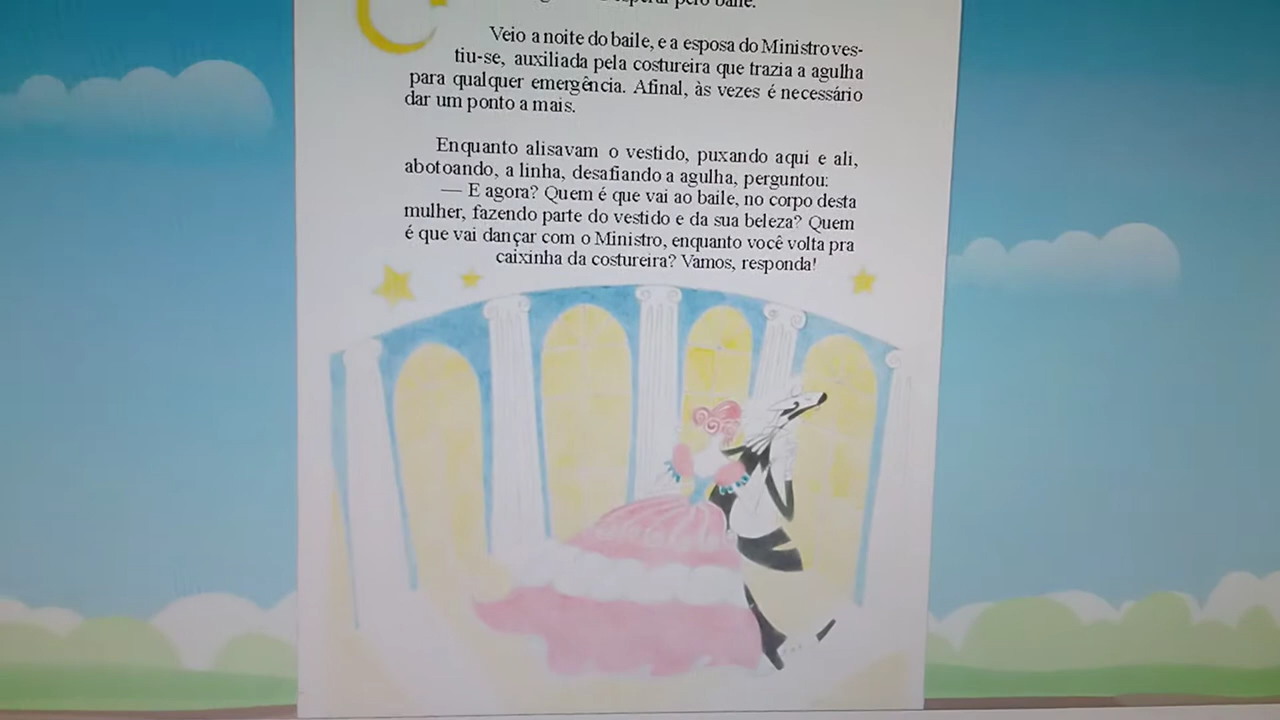 pelo baile.
Veio a noite do baile, e a esposa do Ministro ves-
tiu-se, auxiliada pela costureira que trazia a agulha
para qualquer emergência. Afinal, às vezes é necessário
dar um ponto a mais.
Enquanto alisavam o vestido, puxando aqui e ali,
abotoando, a linha, desafiando a agulha, perguntou:
— E agora? Quem é que vai ao baile, no corpo desta
mulher, fazendo parte do vestido e da sua beleza? Quem
é que vai dançar com o Ministro, enquanto você volta pra
caixinha da costureira? Vamos, responda!